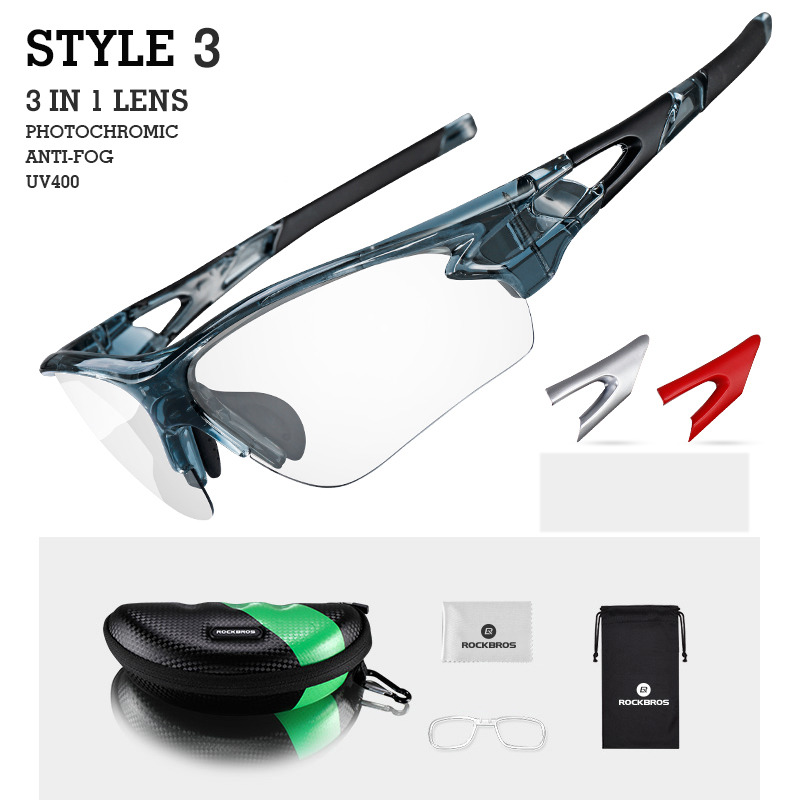 STYLE 3
3 IN 1 LENS
PHOTOCHROMIC
ANTI-FOG
UV400
ROCKBROS
ROCKBROS
ROCKBROS